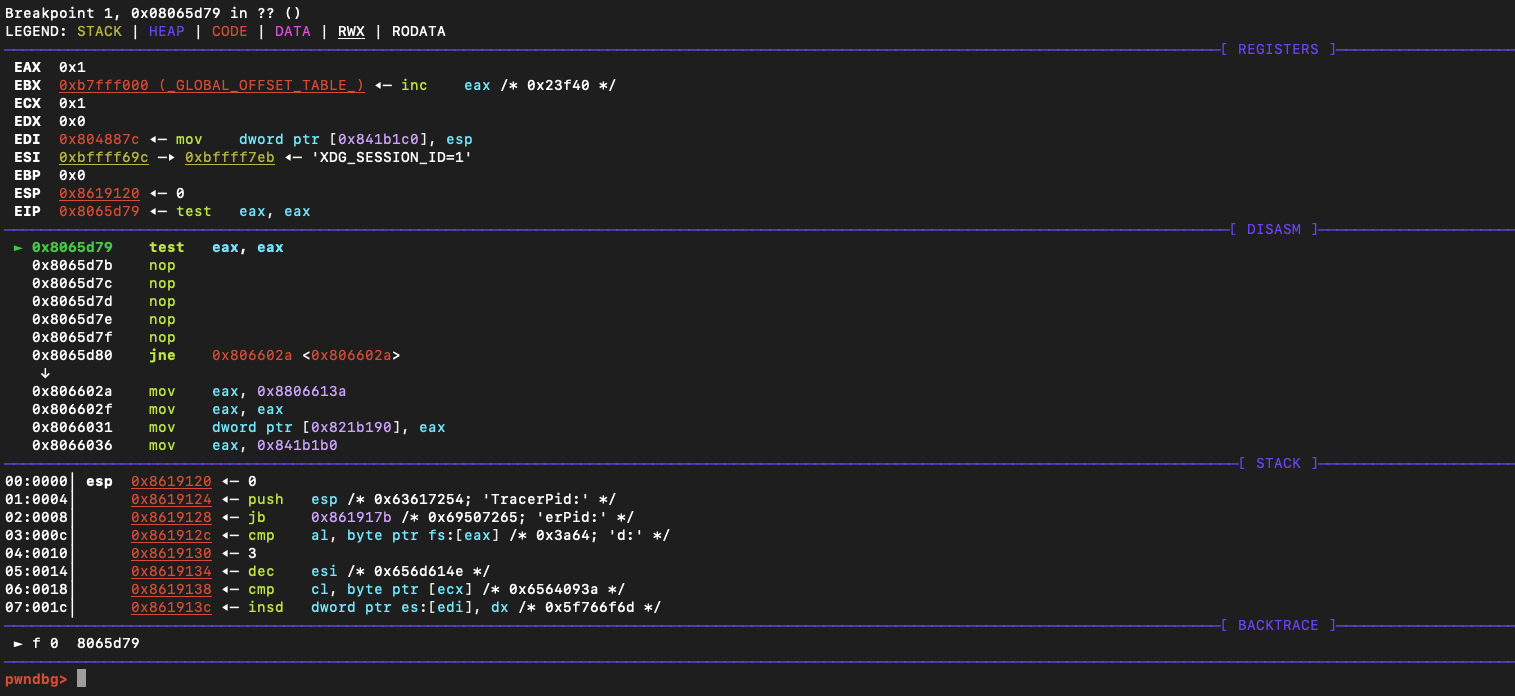 Breakpoint 1, 0x08065d79 in ?? ()
LEGEND: STACK | HEAP | CODE | DATA | RWX | RODATA
[ REGISTERS ]
EAX  0x1
EBX  0xb7fff000 (_GLOBAL_OFFSET_TABLE_) ◂— inc    eax /* 0x23f40 */
ECX  0x1
EDX  0x0
EDI  0x804887c ◂— mov    dword ptr [0x841b1c0], esp
ESI  0xbffff69c —▸ 0xbffff7eb ◂— 'XDG_SESSION_ID=1'
EBP  0x0
ESP  0x8619120 ◂— 0
EIP  0x8065d79 ◂— test   eax, eax
[ DISASM ]
► 0x8065d79    test   eax, eax
0x8065d7b    nop
0x8065d7c    nop
0x8065d7d    nop
0x8065d7e    nop
0x8065d7f    nop
0x8065d80    jne    0x806602a <0x806602a>
↓
0x806602a    mov    eax, 0x8806613a
0x806602f    mov    eax, eax
0x8066031    mov    dword ptr [0x821b190], eax
0x8066036    mov    eax, 0x841b1b0
[ STACK ]
00:0000│ esp  0x8619120 ◂— 0
01:0004│      0x8619124 ◂— push   esp /* 0x63617254; 'TracerPid:' */
02:0008│      0x8619128 ◂— jb     0x861917b /* 0x69507265; 'erPid:' */
03:000c│      0x861912c ◂— cmp    al, byte ptr fs:[eax] /* 0x3a64; 'd:' */
04:0010│      0x8619130 ◂— 3
05:0014│      0x8619134 ◂— dec    esi /* 0x656d614e */
06:0018│      0x8619138 ◂— cmp    cl, byte ptr [ecx] /* 0x6564093a */
07:001c│      0x861913c ◂— insd   dword ptr es:[edi], dx /* 0x5f766f6d */
[ BACKTRACE ]
► f 0  8065d79
pwndbg>